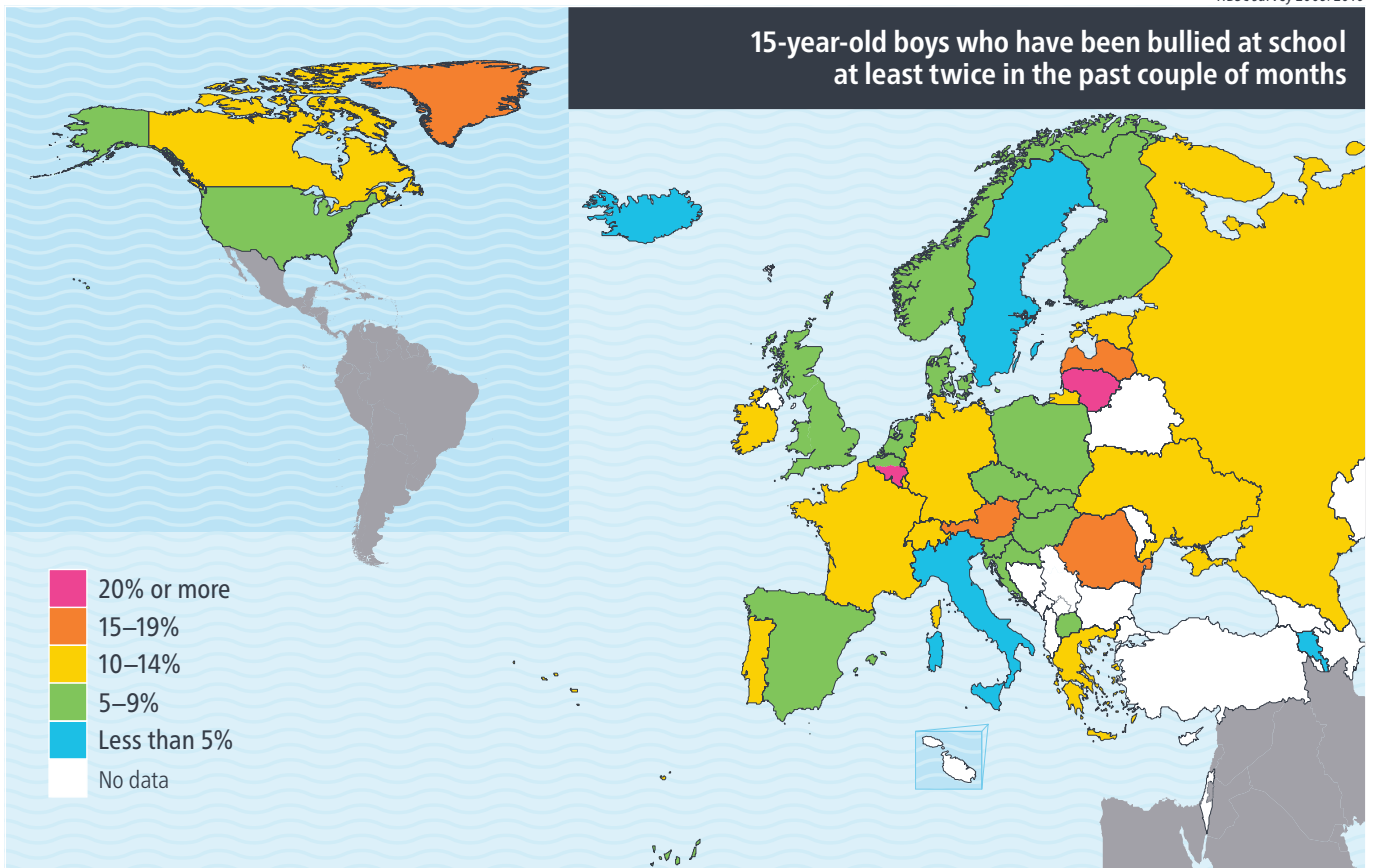 15-year-old boys who have been bullied at school
at least twice in the past couple of months
20% or more
15–19%
10–14%
5–9%
Less than 5%
No data